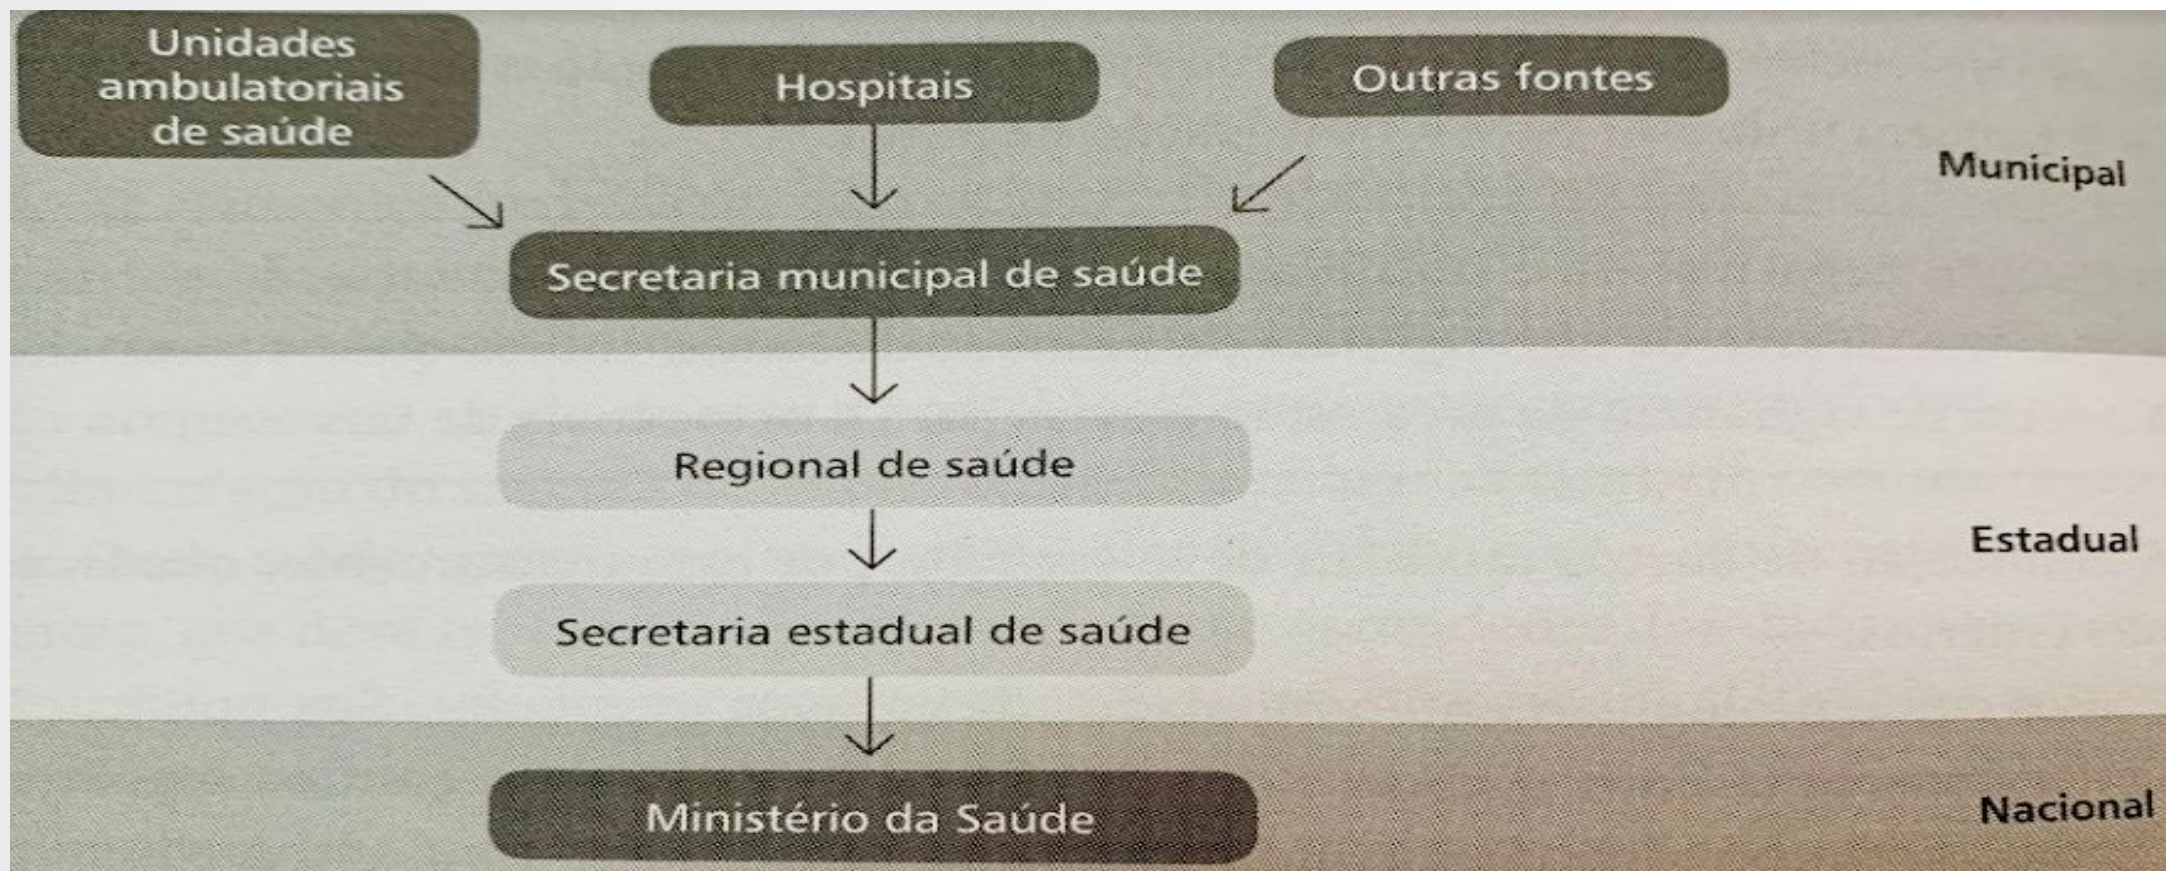 Unidades
ambulatoriais
de saúde
Hospitais
Outras fontes
Municipal
Secretaria municipal de saúde
Regional de saúde
Estadual
Secretaria estadual de saúde
Ministério da Saúde
Nacional